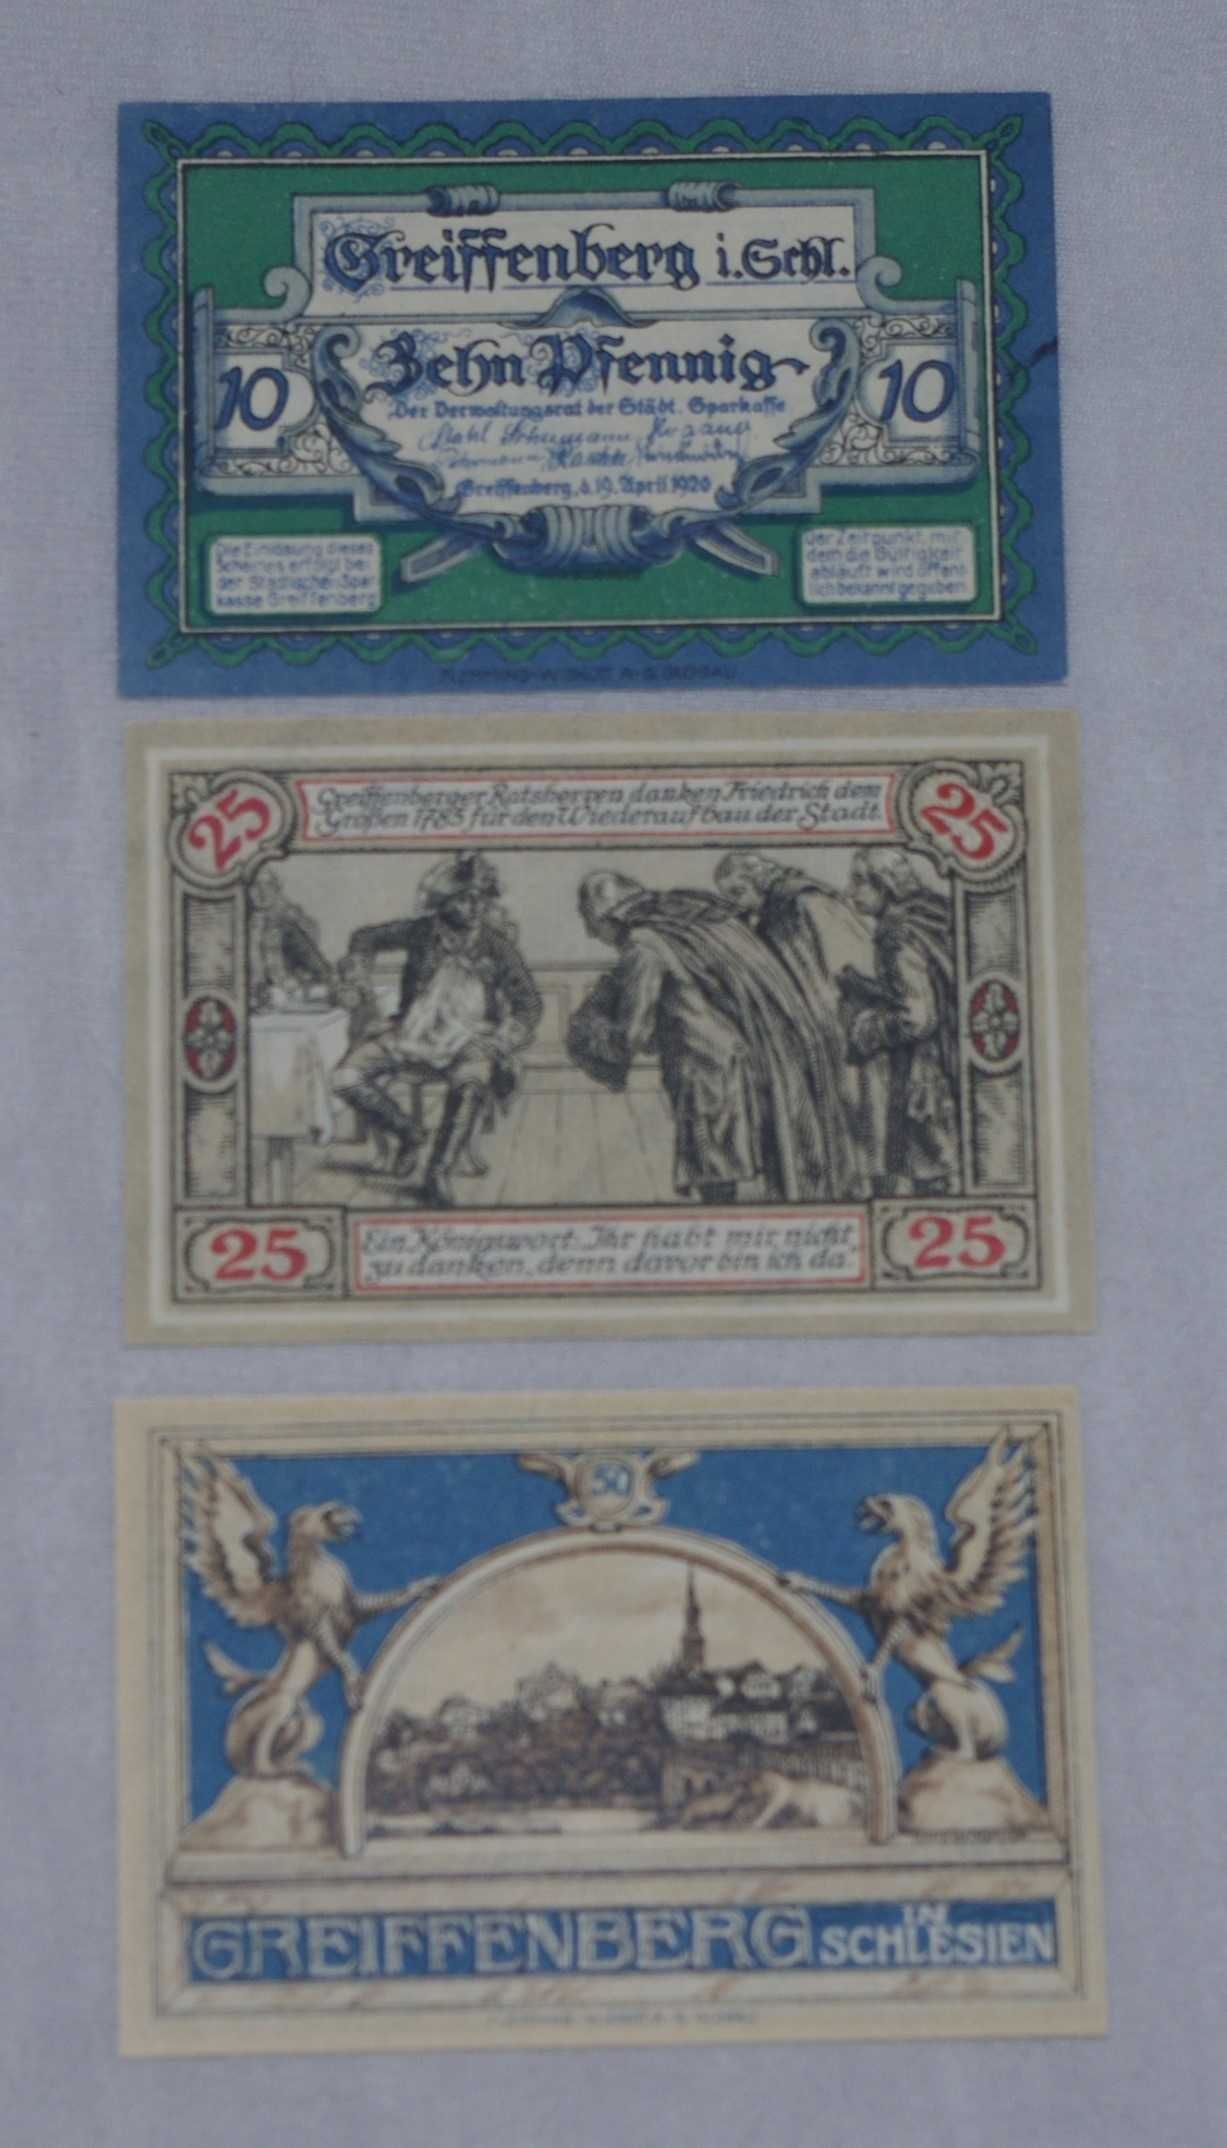 Greiffenberg i. Schl.
Zehn Pfennig
10
10
Der Verwaltungsrat der Städt. Sparkasse
Greiffenberg, d. 19. April 1920
Die Einlösung dieses
Scheines erfolgt bei
der Städtischen Spar
kasse Greiffenberg
der Zeitpunkt, mit
dem die Gültigkeit
abläuft wird öffent
lich bekannt gegeben
25
Greiffenberger Ratsherren danken Friedrich dem
Großen 1785 für den Wiederaufbau der Stadt.
25
25
Ein Königswort: „Ihr habt mir nicht
zu danken, denn davor bin ich da.“
25
50
GREIFFENBERG IN SCHLESIEN